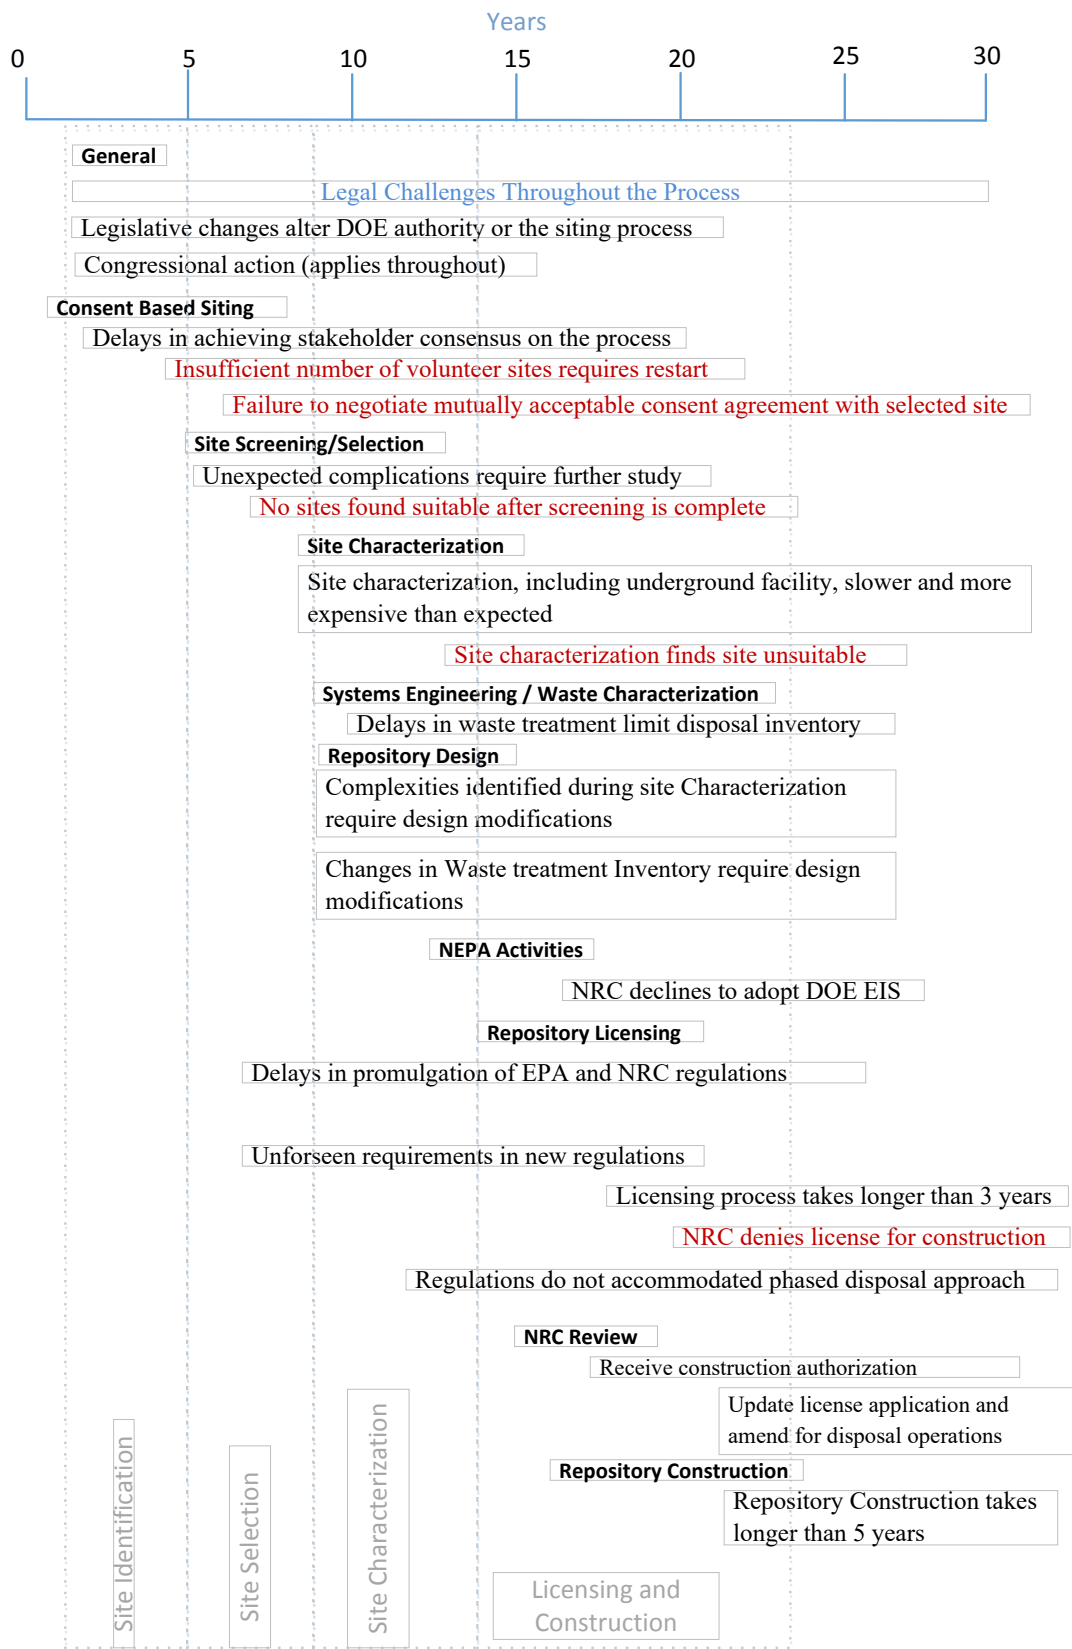 Years
0 5 10 15 20 25 30
General
Legal Challenges Throughout the Process
Legislative changes alter DOE authority or the siting process
Congressional action (applies throughout)
Consent Based Siting
Delays in achieving stakeholder consensus on the process
Insufficient number of volunteer sites requires restart
Failure to negotiate mutually acceptable consent agreement with selected site
Site Screening/Selection
Unexpected complications require further study
No sites found suitable after screening is complete
Site Characterization
Site characterization, including underground facility, slower and more
expensive than expected
Site characterization finds site unsuitable
Systems Engineering / Waste Characterization
Delays in waste treatment limit disposal inventory
Repository Design
Complexities identified during site Characterization
require design modifications
Changes in Waste treatment Inventory require design
modifications
NEPA Activities
NRC declines to adopt DOE EIS
Repository Licensing
Delays in promulgation of EPA and NRC regulations
Unforseen requirements in new regulations
Licensing process takes longer than 3 years
NRC denies license for construction
Regulations do not accommodated phased disposal approach
NRC Review
Receive construction authorization
Update license application and
amend for disposal operations
Repository Construction
Repository Construction takes
longer than 5 years
Site Identification
Site Selection
Site Characterization
Licensing and
Construction